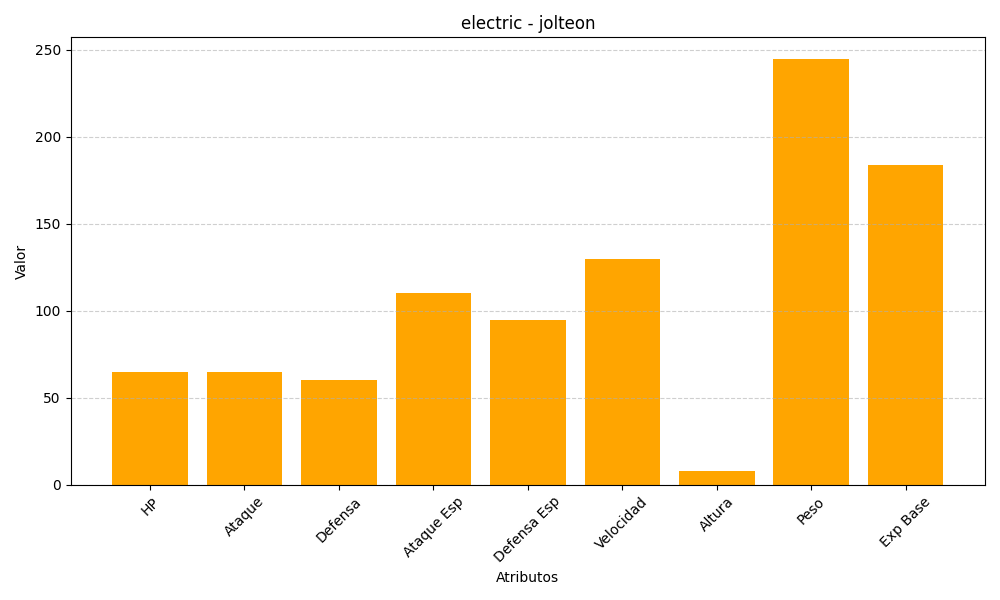 electric - jolteon
Valor
250
200
150
100
50
0
HP
Ataque
Defensa
Ataque Esp
Defensa Esp
Velocidad
Altura
Peso
Exp Base
Atributos